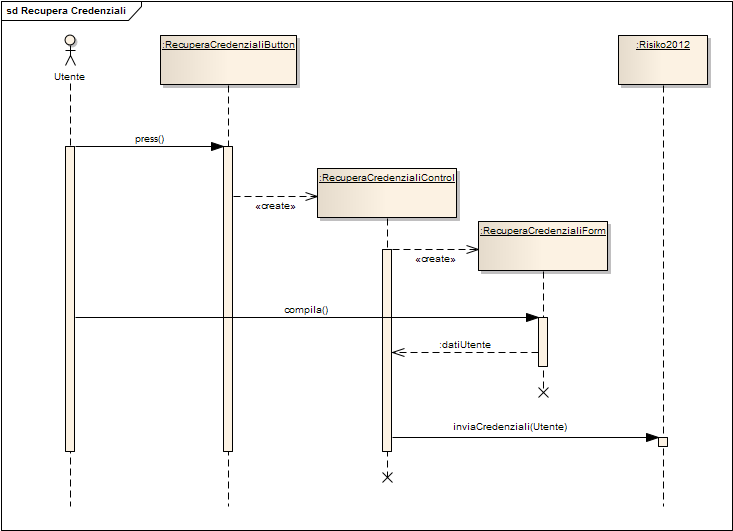 sd Recupera Credenziali
:RecuperaCredenzialiButton
:Risiko2012
Utente
press()
:RecuperaCredenzialiControl
«create»
:RecuperaCredenzialiForm
«create»
compila()
:datiUtente
inviaCredenziali(Utente)